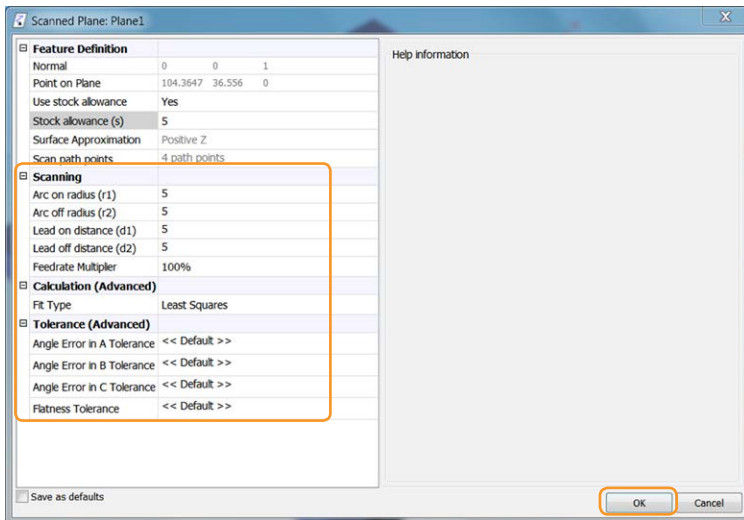 Scanned Plane: Plane1
Feature Definition
Normal 0 0 1
Point on Plane 104.3647 36.556 0
Use stock allowance Yes
Stock allowance (s) 5
Surface Approximation Positive Z
Scan path points 4 path points
Scanning
Arc on radius (r1) 5
Arc off radius (r2) 5
Lead on distance (d1) 5
Lead off distance (d2) 5
Feedrate Multiplier 100%
Calculation (Advanced)
Fit Type Least Squares
Tolerance (Advanced)
Angle Error in A Tolerance << Default >>
Angle Error in B Tolerance << Default >>
Angle Error in C Tolerance << Default >>
Flatness Tolerance << Default >>
Help information
Save as defaults
OK Cancel